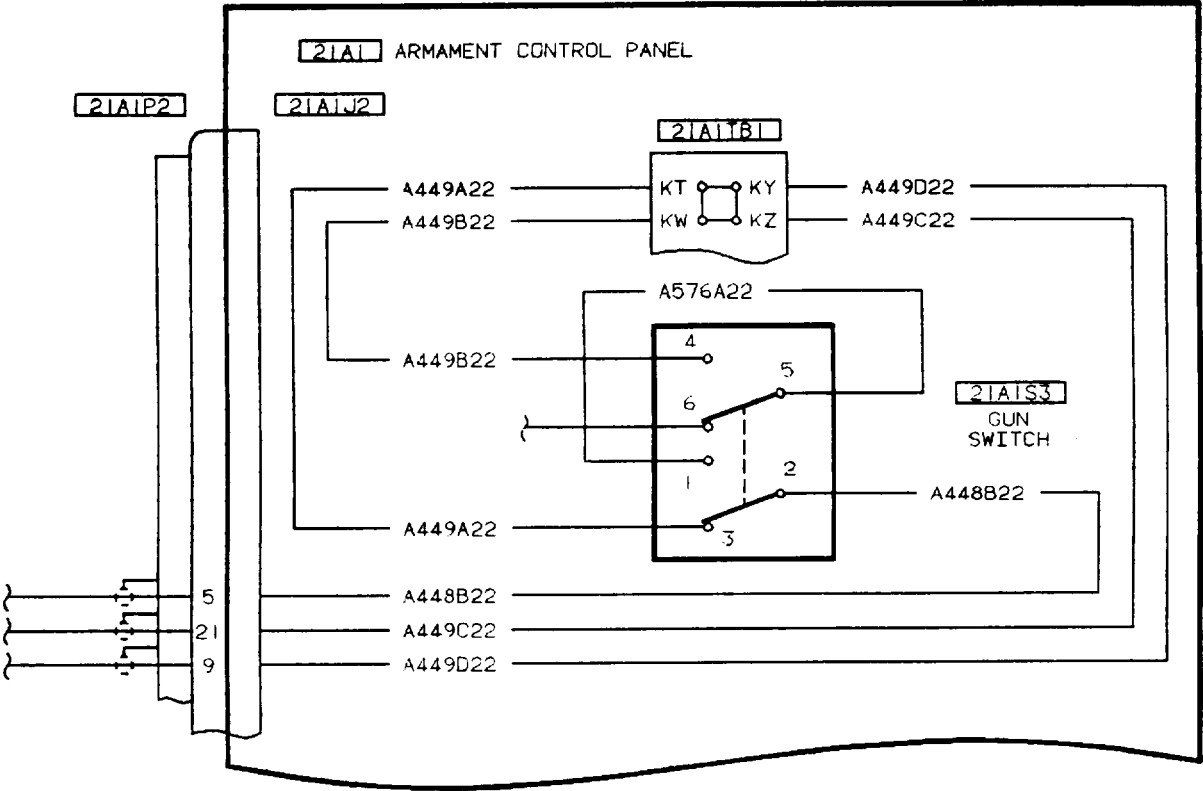 21A1 ARMAMENT CONTROL PANEL
21A1P2 21A1J2
21A1TB1
A449A22 KT KY A449D22
A449B22 KW KZ A449C22
A576A22
4
A449B22
5
6
21A1S3
GUN
SWITCH
2
1
A448B22
A449A22
3
5 A448B22
21 A449C22
9 A449D22